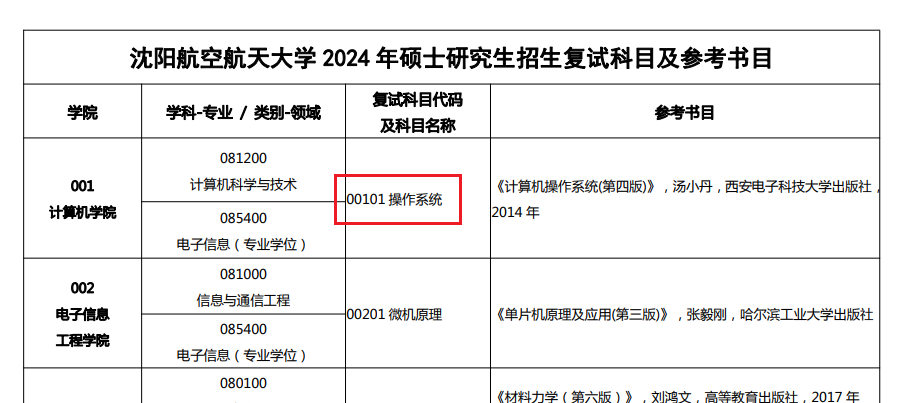 沈阳航空航天大学 2024 年硕士研究生招生复试科目及参考书目
学院
学科-专业 / 类别-领域
复试科目代码
及科目名称
参考书目
001
计算机学院
081200
计算机科学与技术
085400
电子信息（专业学位）
00101 操作系统
《计算机操作系统(第四版)》，汤小丹，西安电子科技大学出版社，
2014 年
002
电子信息
工程学院
081000
信息与通信工程
085400
电子信息（专业学位）
00201 微机原理
《单片机原理及应用(第三版)》，张毅刚，哈尔滨工业大学出版社
080100
《材料力学（第六版）》，刘鸿文，高等教育出版社，2017 年